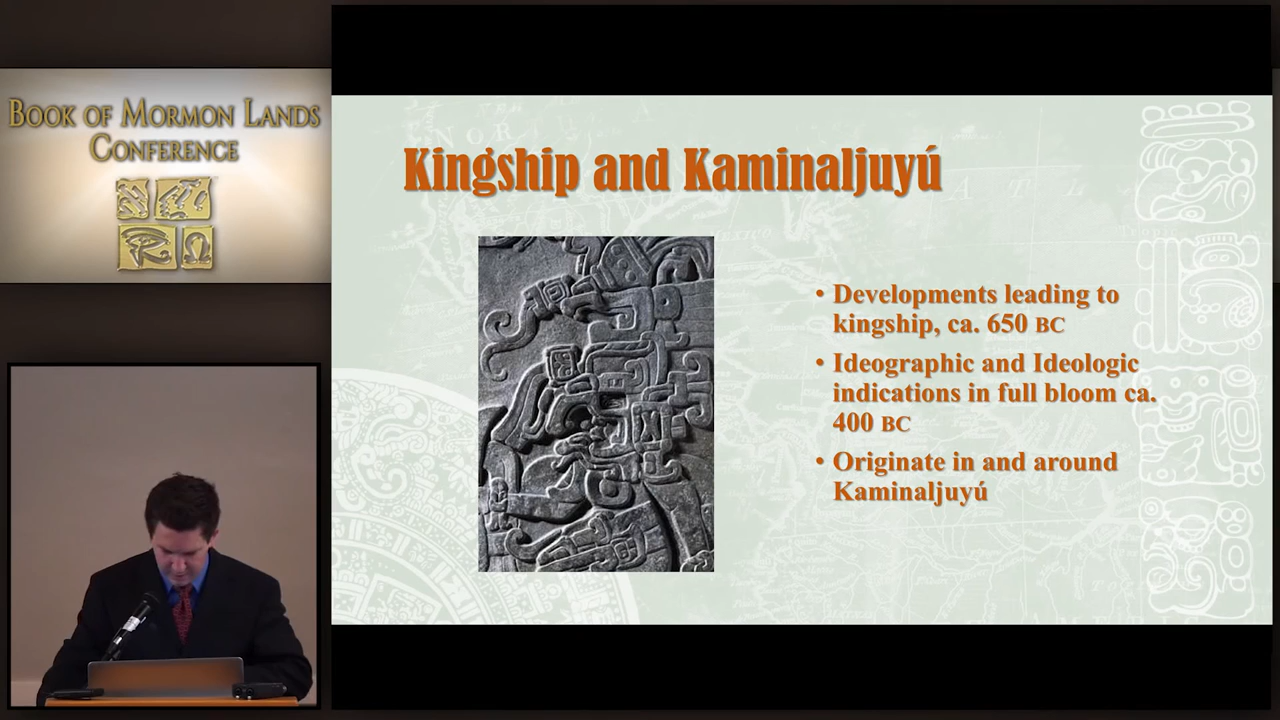 BOOK OF MORMON LANDS
CONFERENCE
Kingship and Kaminaljuyú
• Developments leading to
kingship, ca. 650 BC
• Ideographic and Ideologic
indications in full bloom ca.
400 BC
• Originate in and around
Kaminaljuyú